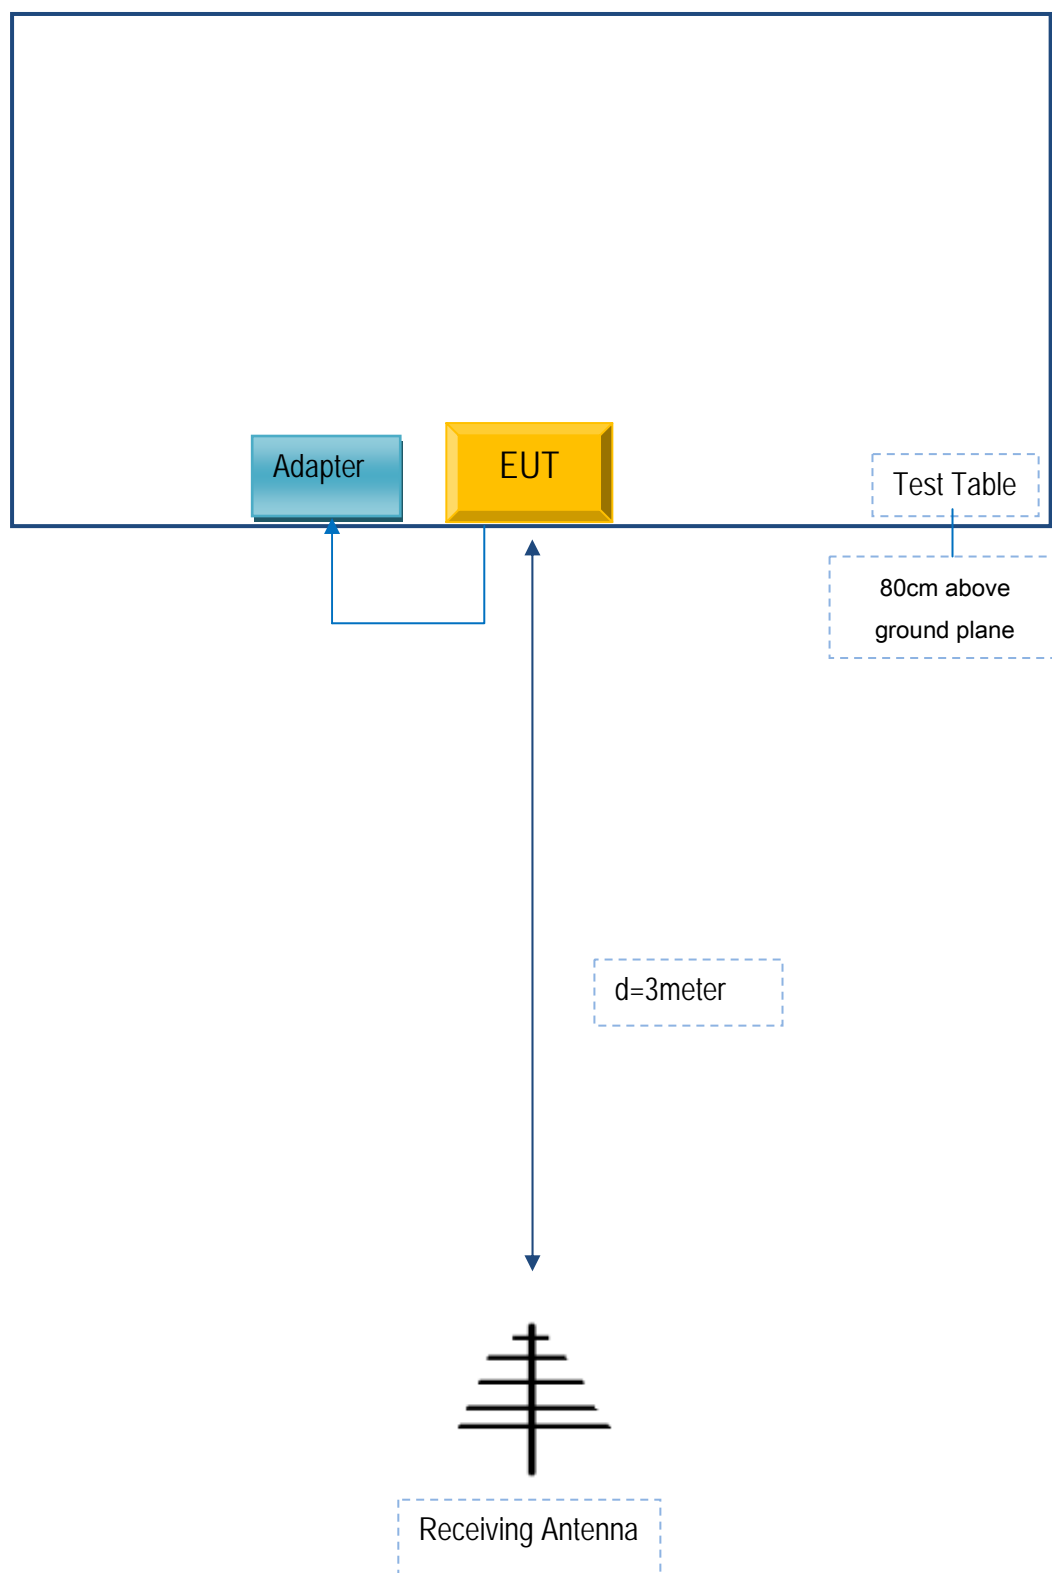 Adapter
EUT
Test Table
80cm above
ground plane
d=3meter
Receiving Antenna